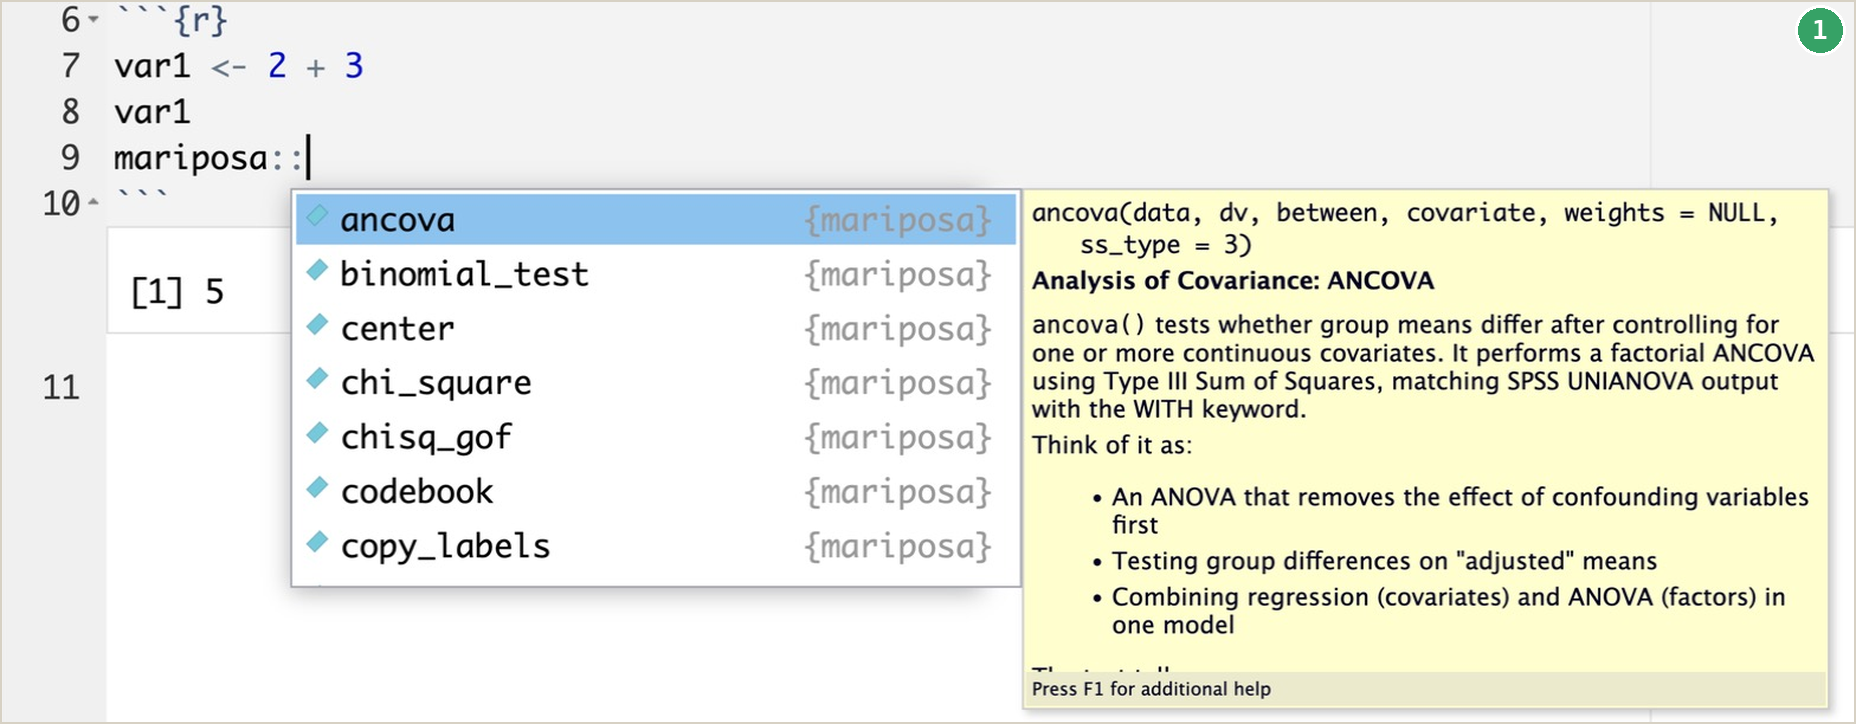 6 ```{r}
1
7 var1 <- 2 + 3
8 var1
9 mariposa::
10 ```
[1] 5
11
ancova {mariposa}
binomial_test {mariposa}
center {mariposa}
chi_square {mariposa}
chisq_gof {mariposa}
codebook {mariposa}
copy_labels {mariposa}
ancova(data, dv, between, covariate, weights = NULL,
ss_type = 3)
Analysis of Covariance: ANCOVA
ancova() tests whether group means differ after controlling for
one or more continuous covariates. It performs a factorial ANCOVA
using Type III Sum of Squares, matching SPSS UNIANOVA output
with the WITH keyword.
Think of it as:
• An ANOVA that removes the effect of confounding variables
first
• Testing group differences on "adjusted" means
• Combining regression (covariates) and ANOVA (factors) in
one model
Press F1 for additional help